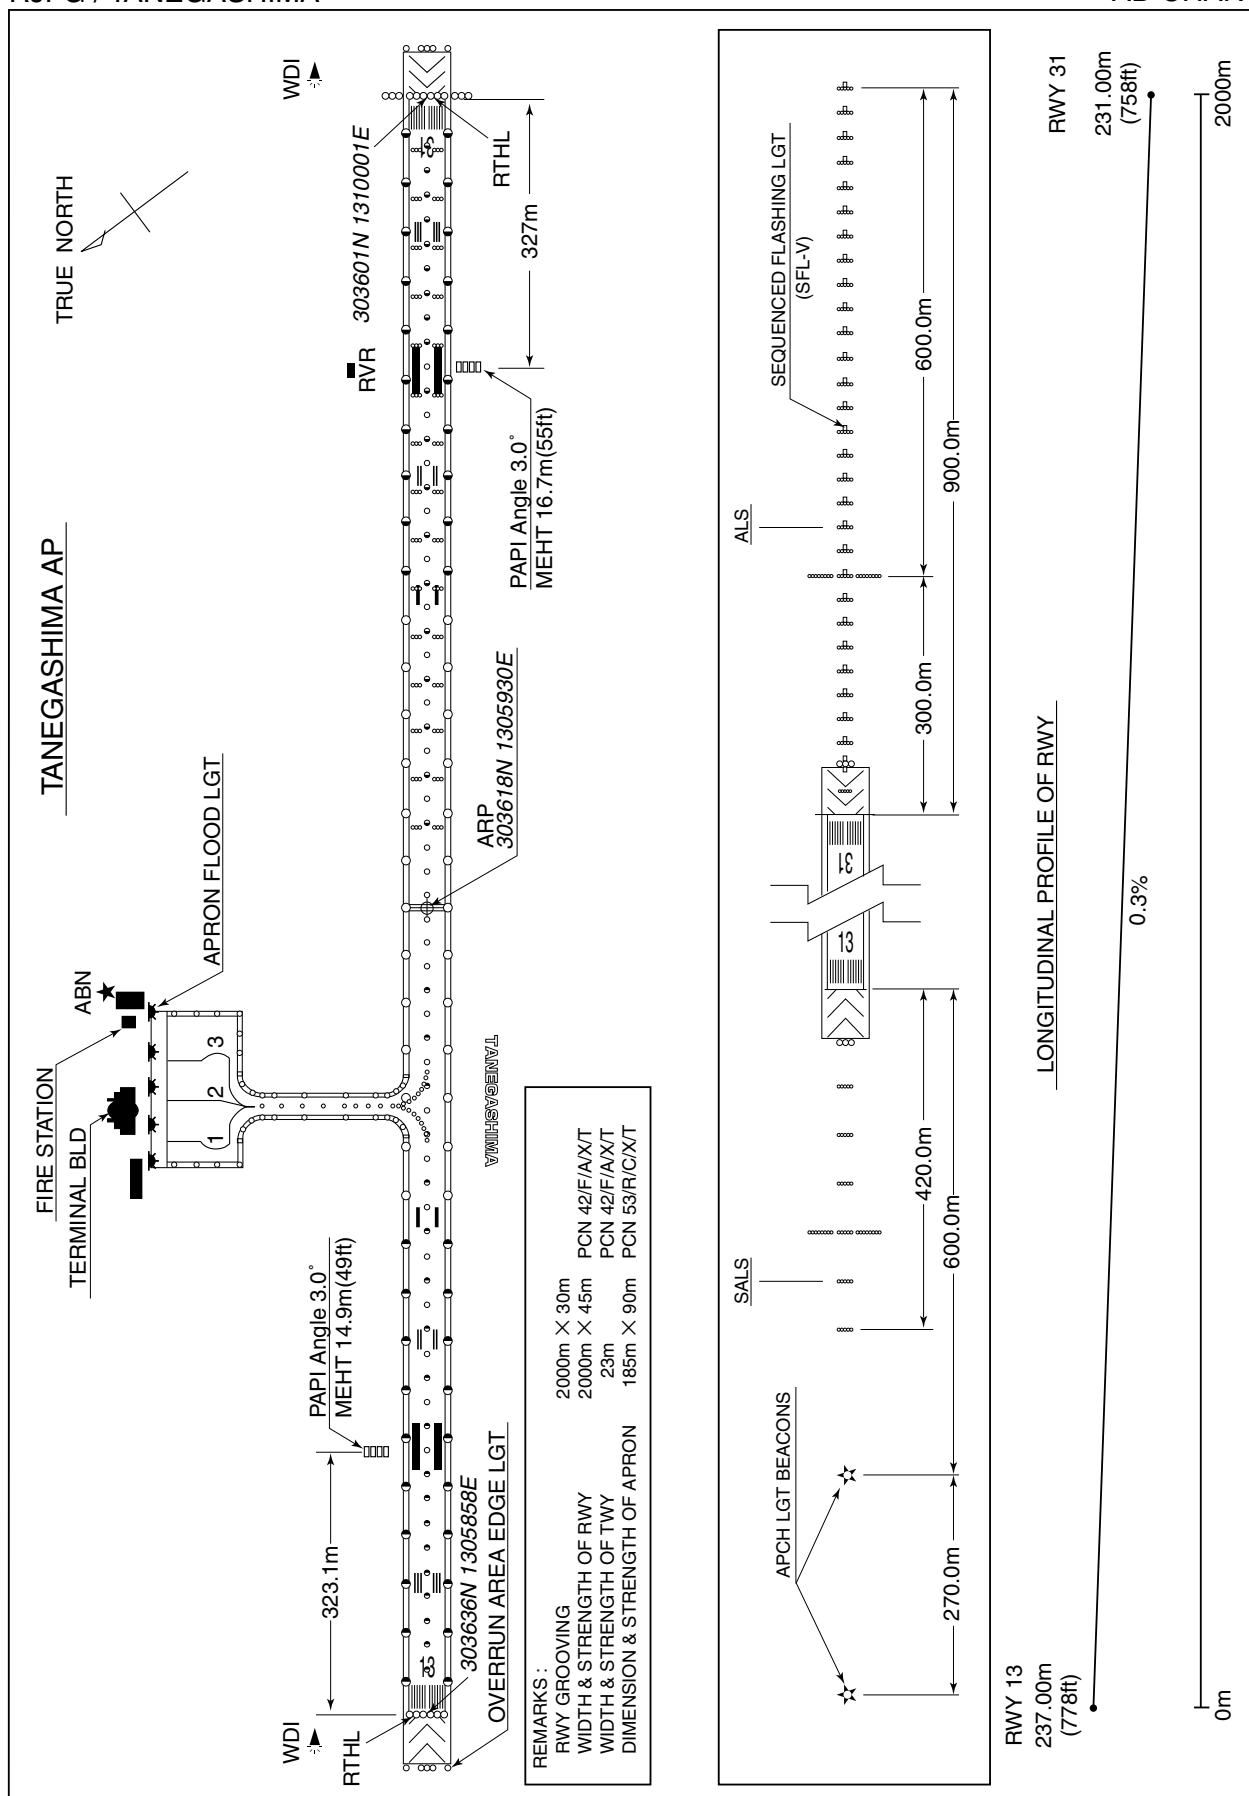 RJFG / TANEGASHIMA
TANEGASHIMA AP
TRUE NORTH
WDI
303601N 1310001E
RTHL
31
327m
RVR
PAPI Angle 3.0°
MEHT 16.7m(55ft)
ARP
303618N 1305930E
APRON FLOOD LGT
ABN
FIRE STATION
TERMINAL BLD
1
2
3
TANEGASHIMA
PAPI Angle 3.0°
MEHT 14.9m(49ft)
323.1m
13
303636N 1305858E
OVERRUN AREA EDGE LGT
WDI
RTHL
REMARKS :
RWY GROOVING 2000m × 30m
WIDTH & STRENGTH OF RWY 2000m × 45m PCN 42/F/A/X/T
WIDTH & STRENGTH OF TWY 23m PCN 42/F/A/X/T
DIMENSION & STRENGTH OF APRON 185m × 90m PCN 53/R/C/X/T
SEQUENCED FLASHING LGT
(SFL-V)
ALS
600.0m
900.0m
300.0m
31
13
SALS
420.0m
600.0m
APCH LGT BEACONS
270.0m
LONGITUDINAL PROFILE OF RWY
RWY 13
237.00m
(778ft)
0.3%
RWY 31
231.00m
(758ft)
0m
2000m